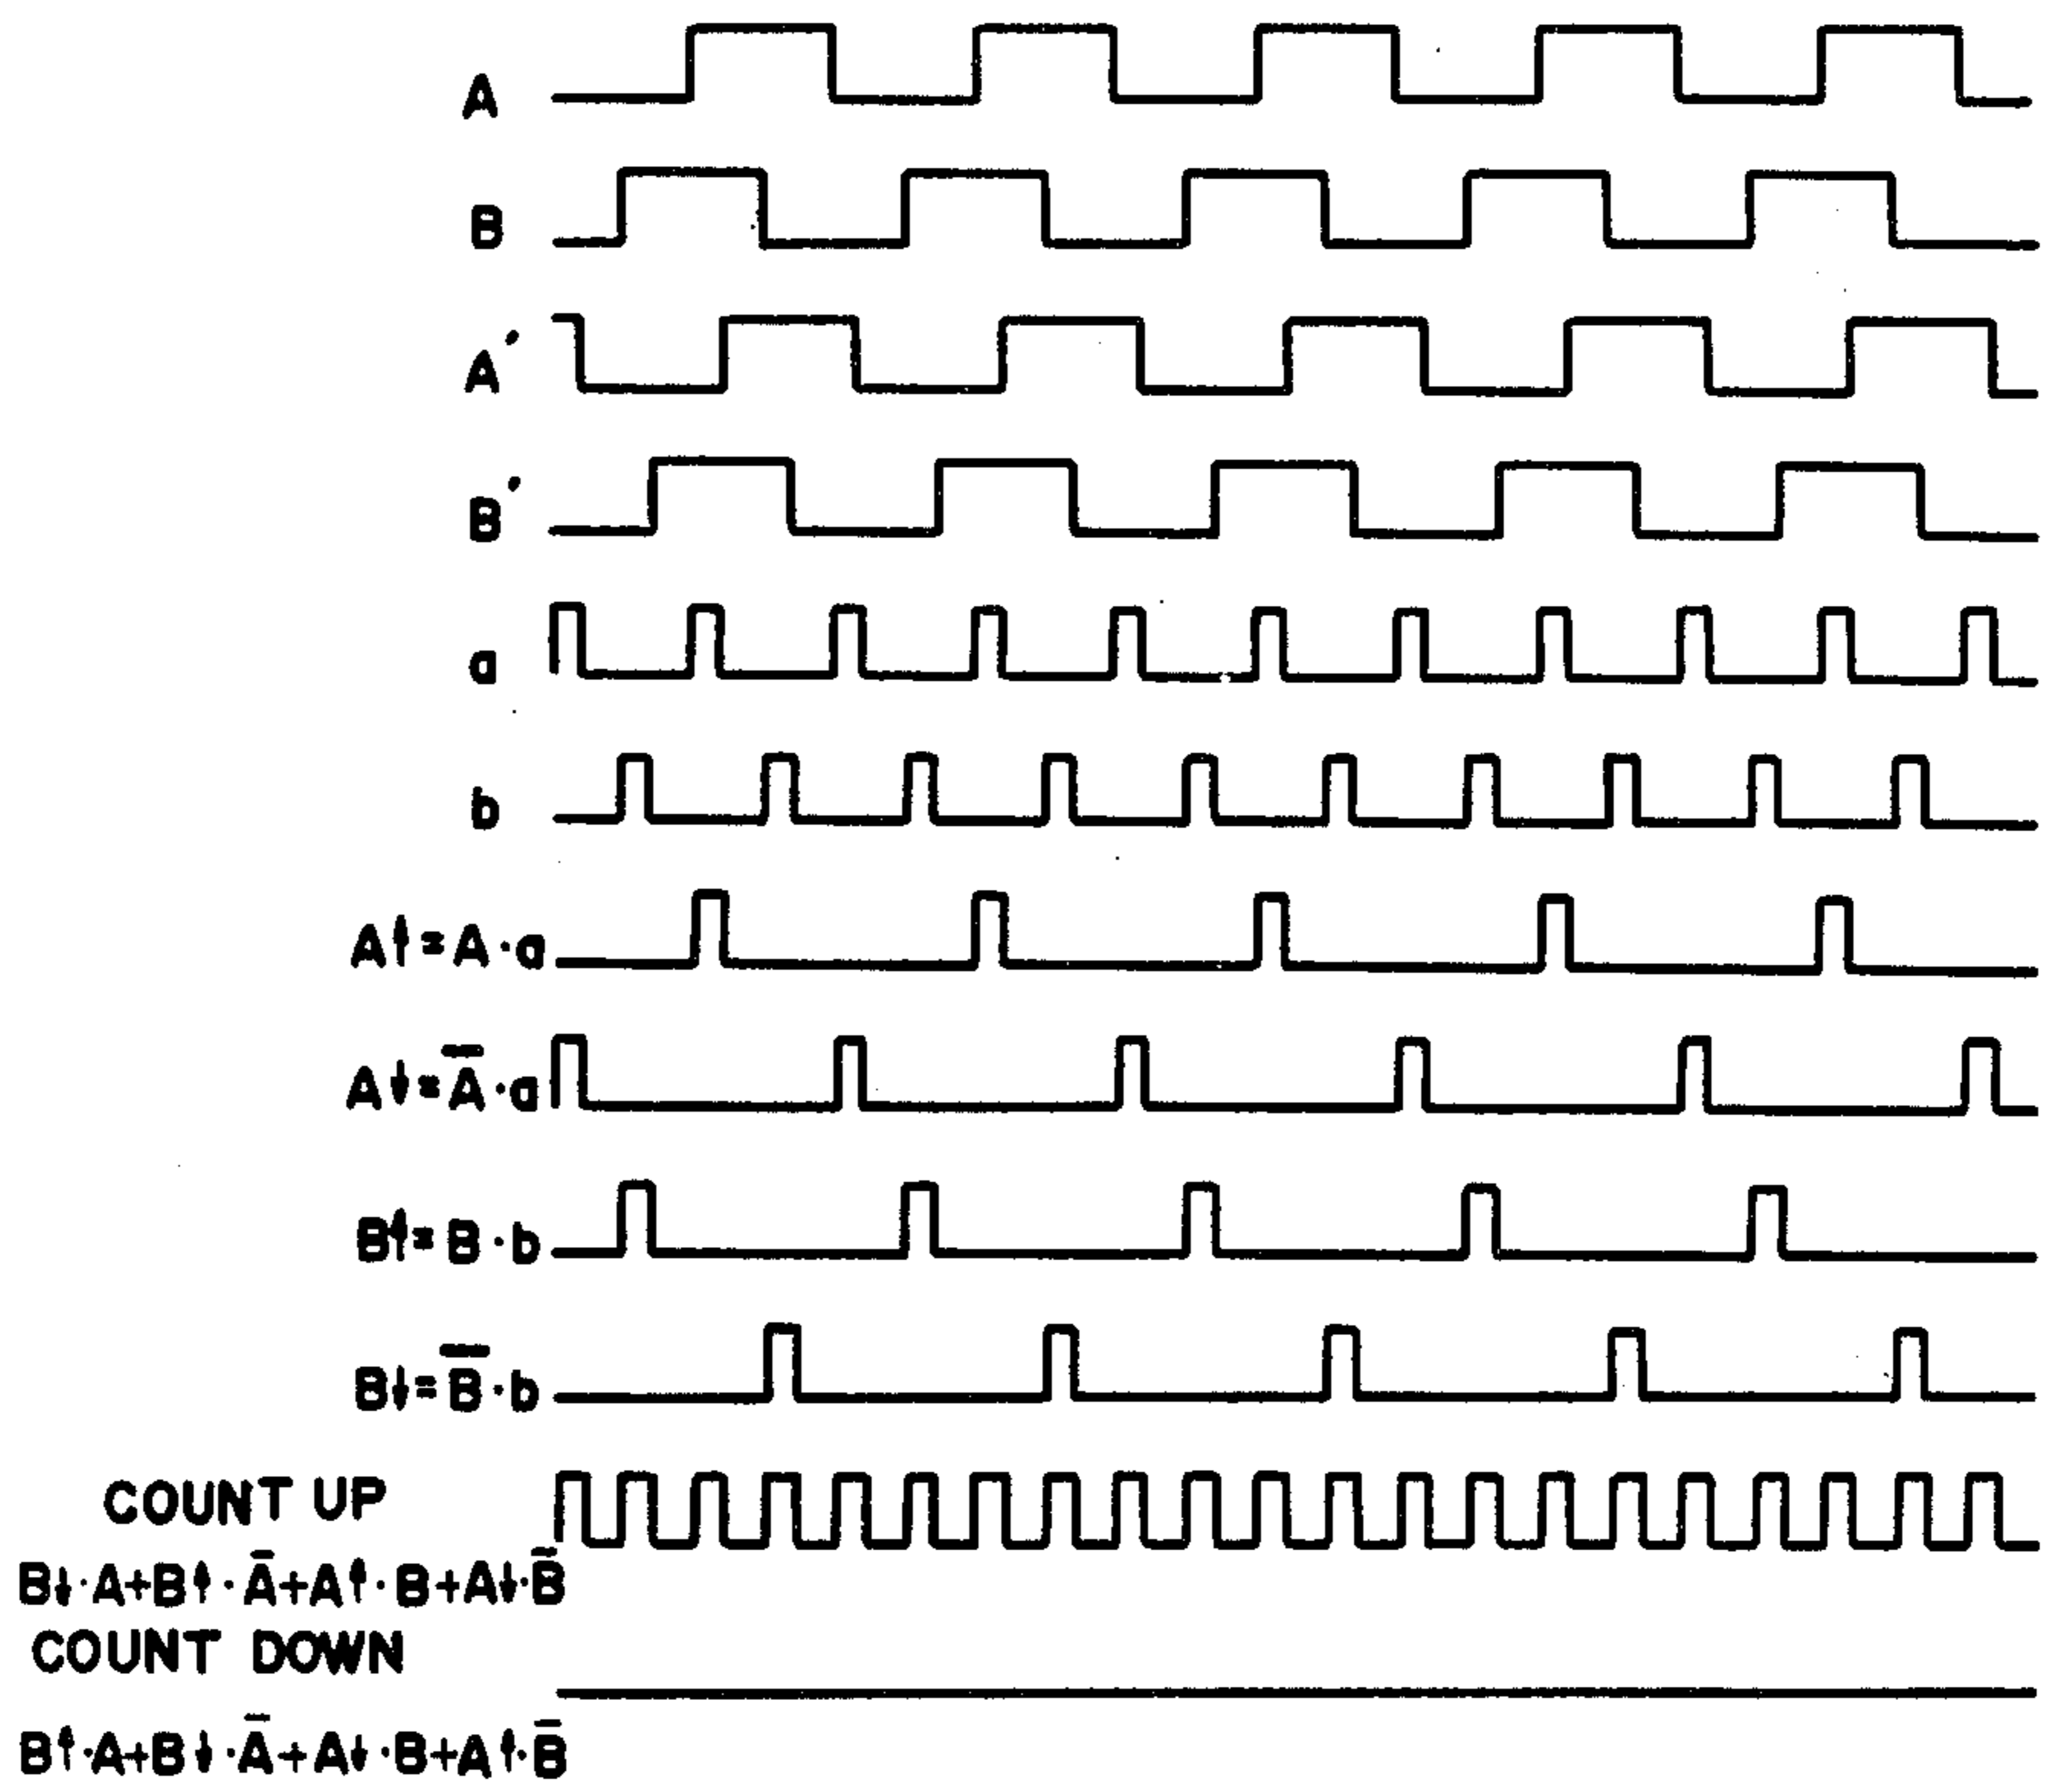 A
B
A′
B′
a
b
A↑=A·a
A↓=A̅·a
B↑=B·b
B↓=B̅·b
COUNT UP
B↓·A+B↑·A̅+A↑·B+A↓·B̅
COUNT DOWN
B↑·A+B↓·A̅+A↓·B+A↑·B̅